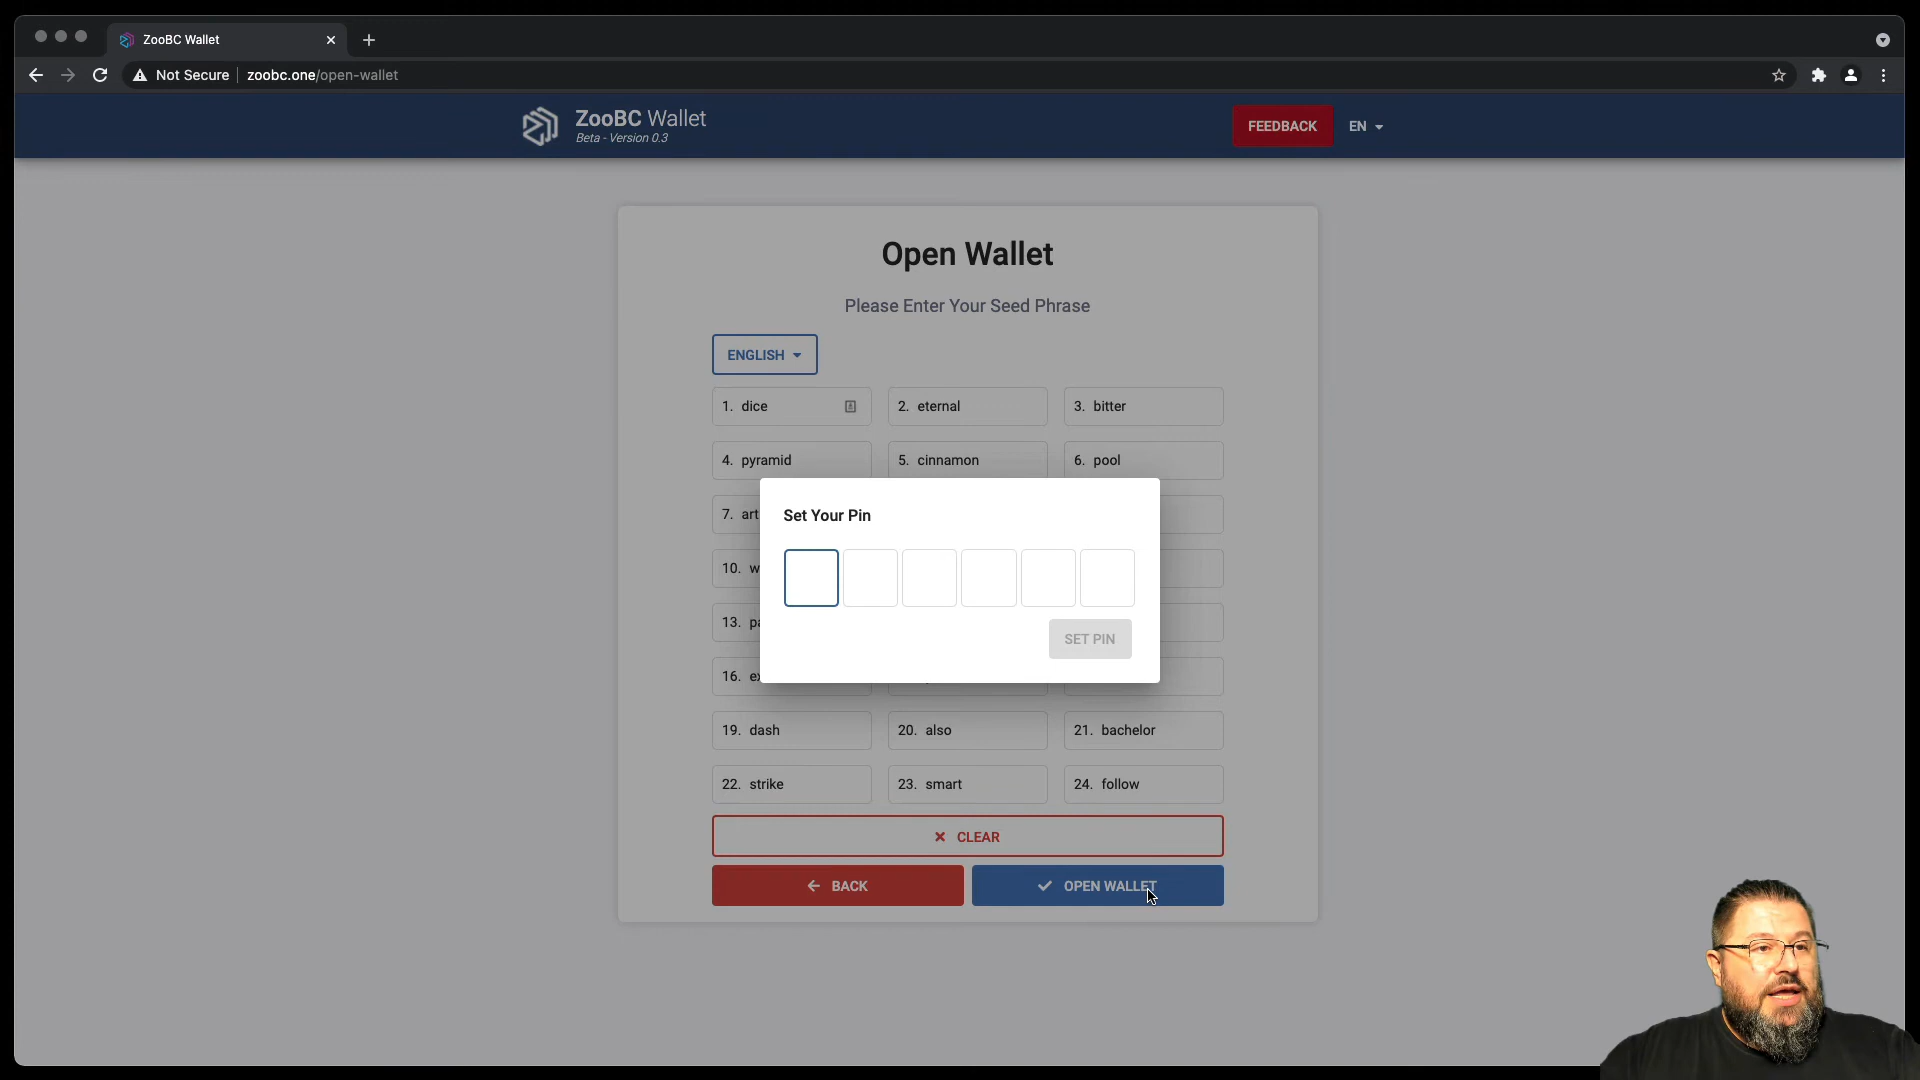 ZooBC Wallet
Not Secure
zoobc.one/open-wallet
ZooBC Wallet
Beta - Version 0.3
FEEDBACK
EN
Open Wallet
Please Enter Your Seed Phrase
ENGLISH
1. dice
2. eternal
3. bitter
4. pyramid
5. cinnamon
6. pool
7. art
10. w
13. pa
16. ex
Set Your Pin
SET PIN
19. dash
20. also
21. bachelor
22. strike
23. smart
24. follow
CLEAR
BACK
OPEN WALLET